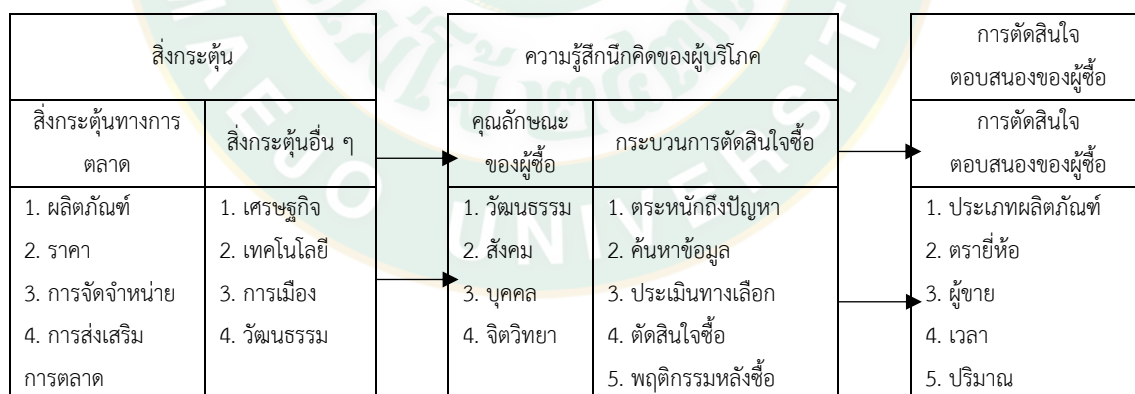 สิ่งกระตุ้น
สิ่งกระตุ้นทางการ
ตลาด
สิ่งกระตุ้นอื่น ๆ
1. ผลิตภัณฑ์
2. ราคา
3. การจัดจำหน่าย
4. การส่งเสริม
การตลาด
1. เศรษฐกิจ
2. เทคโนโลยี
3. การเมือง
4. วัฒนธรรม
ความรู้สึกนึกคิดของผู้บริโภค
คุณลักษณะ
ของผู้ซื้อ
กระบวนการตัดสินใจซื้อ
1. วัฒนธรรม
2. สังคม
3. บุคคล
4. จิตวิทยา
1. ตระหนักถึงปัญหา
2. ค้นหาข้อมูล
3. ประเมินทางเลือก
4. ตัดสินใจซื้อ
5. พฤติกรรมหลังซื้อ
การตัดสินใจ
ตอบสนองของผู้ซื้อ
การตัดสินใจ
ตอบสนองของผู้ซื้อ
1. ประเภทผลิตภัณฑ์
2. ตรายี่ห้อ
3. ผู้ขาย
4. เวลา
5. ปริมาณ